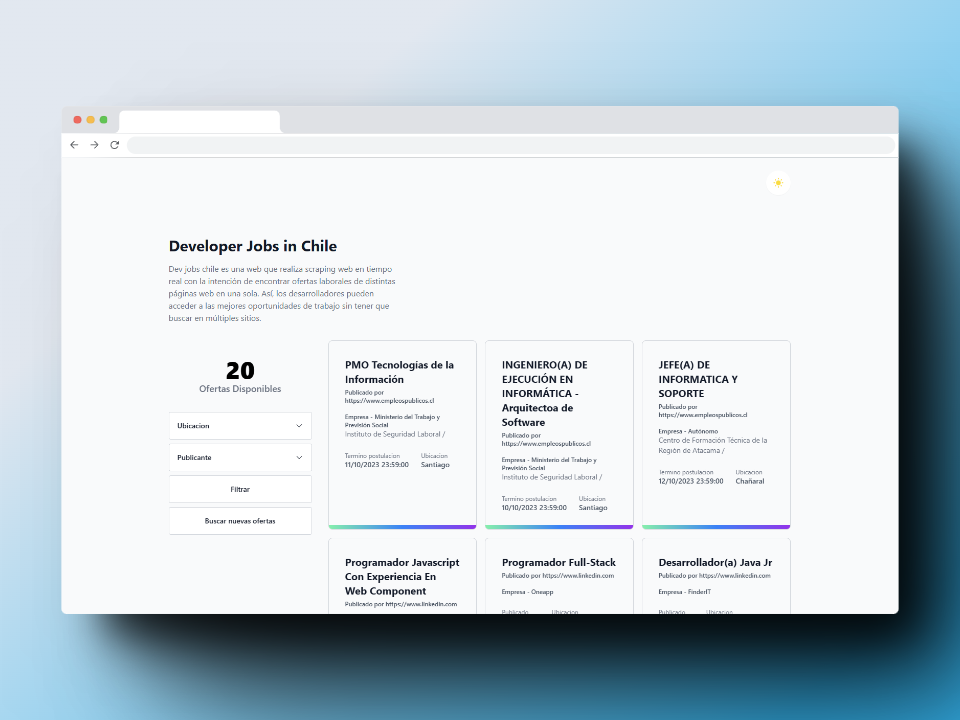 Developer Jobs in Chile
Dev jobs chile es una web que realiza scraping web en tiempo
real con la intención de encontrar ofertas laborales de distintas
páginas web en una sola. Así, los desarrolladores pueden
acceder a las mejores oportunidades de trabajo sin tener que
buscar en múltiples sitios.
20
Ofertas Disponibles
Ubicacion
Publicante
Filtrar
Buscar nuevas ofertas
PMO Tecnologías de la
Información
Publicado por
https://www.empleospublicos.cl
Empresa - Ministerio del Trabajo y
Previsión Social
Instituto de Seguridad Laboral /
Termino postulacion Ubicacion
11/10/2023 23:59:00 Santiago
INGENIERO(A) DE
EJECUCIÓN EN
INFORMÁTICA -
Arquitectoa de
Software
Publicado por
https://www.empleospublicos.cl
Empresa - Ministerio del Trabajo y
Previsión Social
Instituto de Seguridad Laboral /
Termino postulacion Ubicacion
10/10/2023 23:59:00 Santiago
JEFE(A) DE
INFORMATICA Y
SOPORTE
Publicado por
https://www.empleospublicos.cl
Empresa - Autónomo
Centro de Formación Técnica de la
Región de Atacama /
Termino postulacion Ubicacion
12/10/2023 23:59:00 Chañaral
Programador Javascript
Con Experiencia En
Web Component
Publicado por https://www.linkedin.com
Programador Full-Stack
Publicado por https://www.linkedin.com
Empresa - Oneapp
Publicado Ubicacion
Desarrollador(a) Java Jr
Publicado por https://www.linkedin.com
Empresa - FinderIT
Publicado Ubicacion